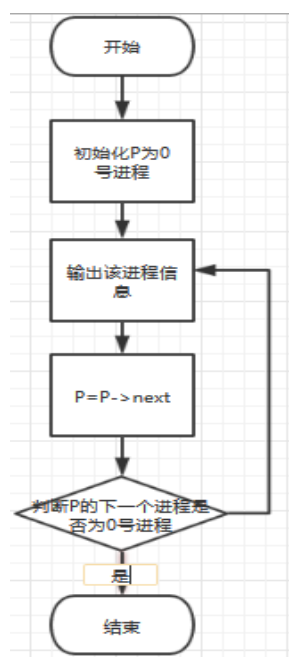 开始
初始化P为0
号进程
输出该进程信
息
P=P->next
判断P的下一个进程是
否为0号进程
是
结束